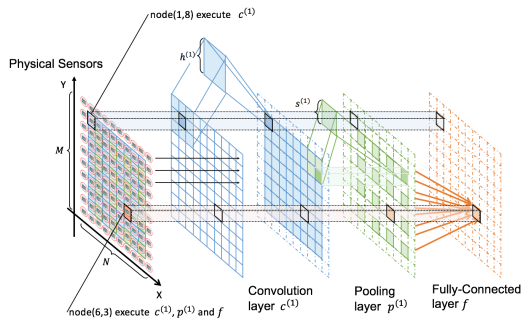 node(1,8) execute c⁽¹⁾
h⁽¹⁾
Physical Sensors
Y
s⁽¹⁾
M
N
X
Convolution
layer c⁽¹⁾
Pooling
layer p⁽¹⁾
Fully-Connected
layer f
node(6,3) execute c⁽¹⁾, p⁽¹⁾ and f